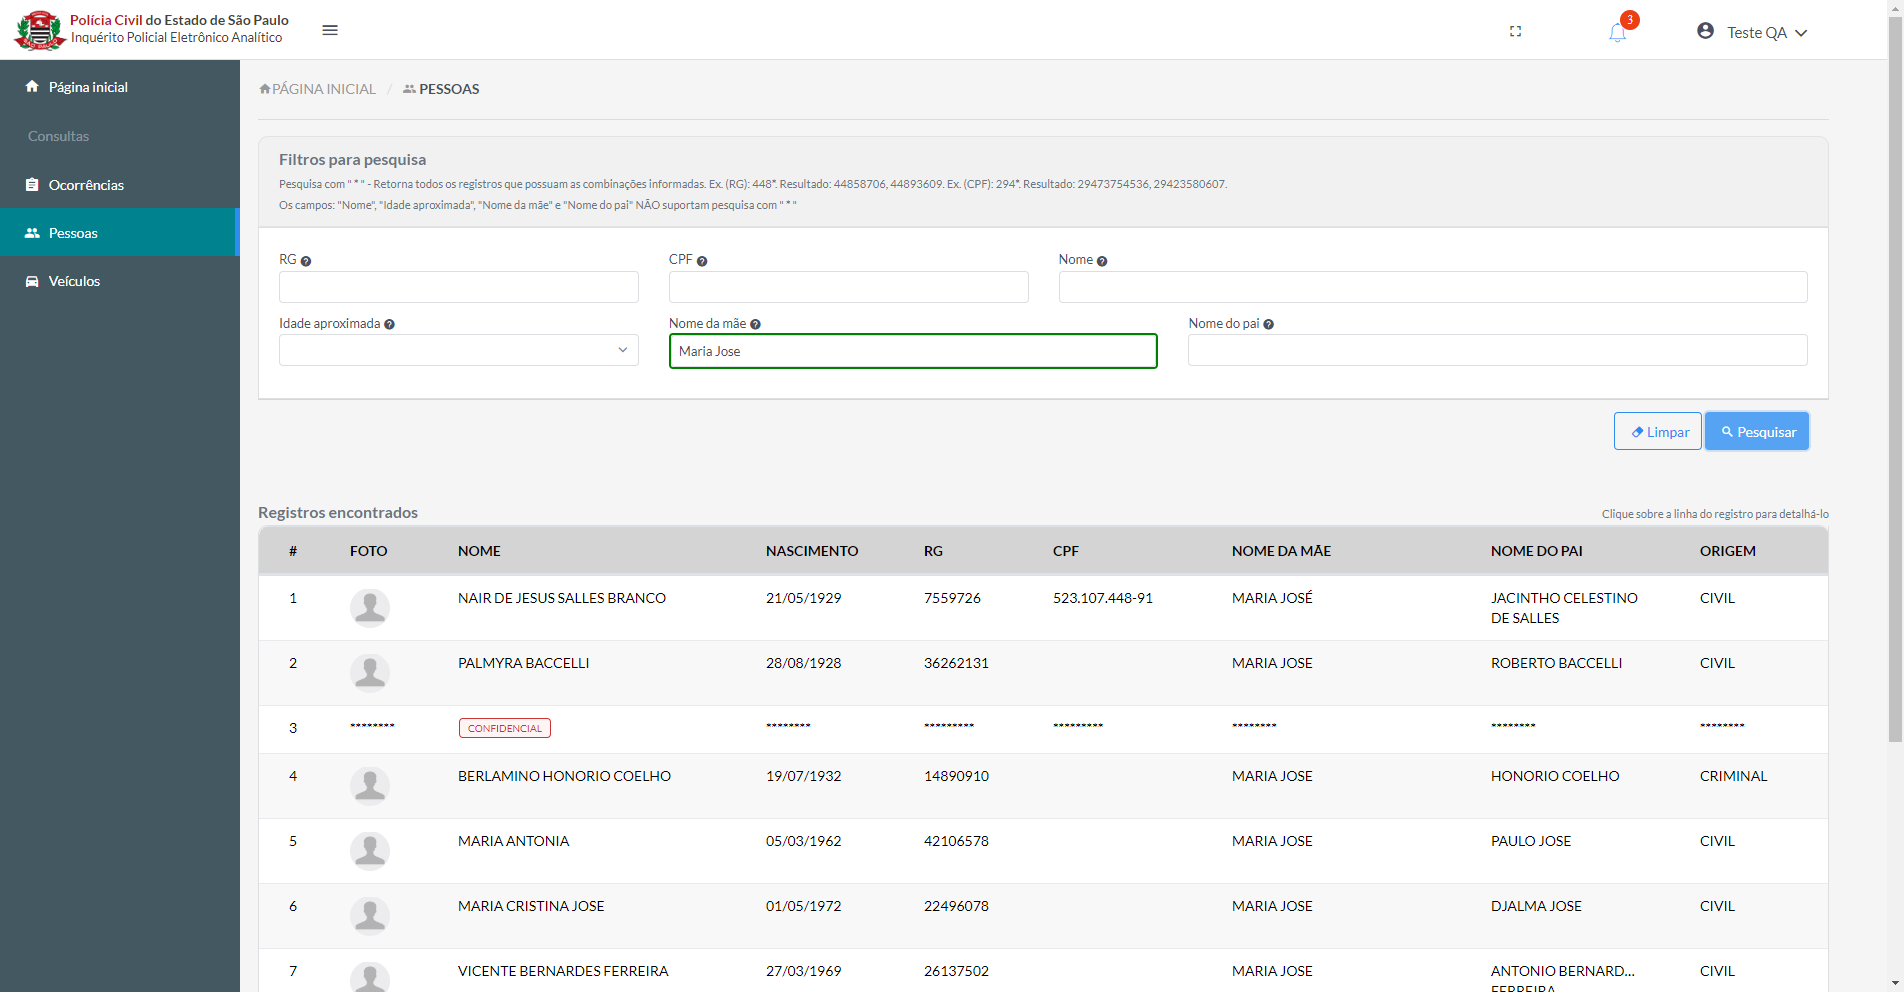 Polícia Civil do Estado de São Paulo
Inquérito Policial Eletrônico Analítico
3
Teste QA
Página inicial
Consultas
Ocorrências
Pessoas
Veículos
PÁGINA INICIAL / PESSOAS
Filtros para pesquisa
Pesquisa com " * " - Retorna todos os registros que possuam as combinações informadas. Ex. (RG): 448*. Resultado: 44858706, 44893609. Ex. (CPF): 294*. Resultado: 29473754536, 29423580607.
Os campos: "Nome", "Idade aproximada", "Nome da mãe" e "Nome do pai" NÃO suportam pesquisa com " * "
RG
CPF
Nome
Idade aproximada
Nome da mãe
Nome do pai
Maria Jose
Limpar
Pesquisar
Registros encontrados
Clique sobre a linha do registro para detalhá-lo
# FOTO NOME NASCIMENTO RG CPF NOME DA MÃE NOME DO PAI ORIGEM
1 NAIR DE JESUS SALLES BRANCO 21/05/1929 7559726 523.107.448-91 MARIA JOSÉ JACINTHO CELESTINO CIVIL
DE SALLES
2 PALMYRA BACCELLI 28/08/1928 36262131 MARIA JOSE ROBERTO BACCELLI CIVIL
3 ******** CONFIDENCIAL ******** ********* ********* ******** ******** ********
4 BERLAMINO HONORIO COELHO 19/07/1932 14890910 MARIA JOSE HONORIO COELHO CRIMINAL
5 MARIA ANTONIA 05/03/1962 42106578 MARIA JOSE PAULO JOSE CIVIL
6 MARIA CRISTINA JOSE 01/05/1972 22496078 MARIA JOSE DJALMA JOSE CIVIL
7 VICENTE BERNARDES FERREIRA 27/03/1969 26137502 MARIA JOSE ANTONIO BERNARD... CIVIL
FERREIRA